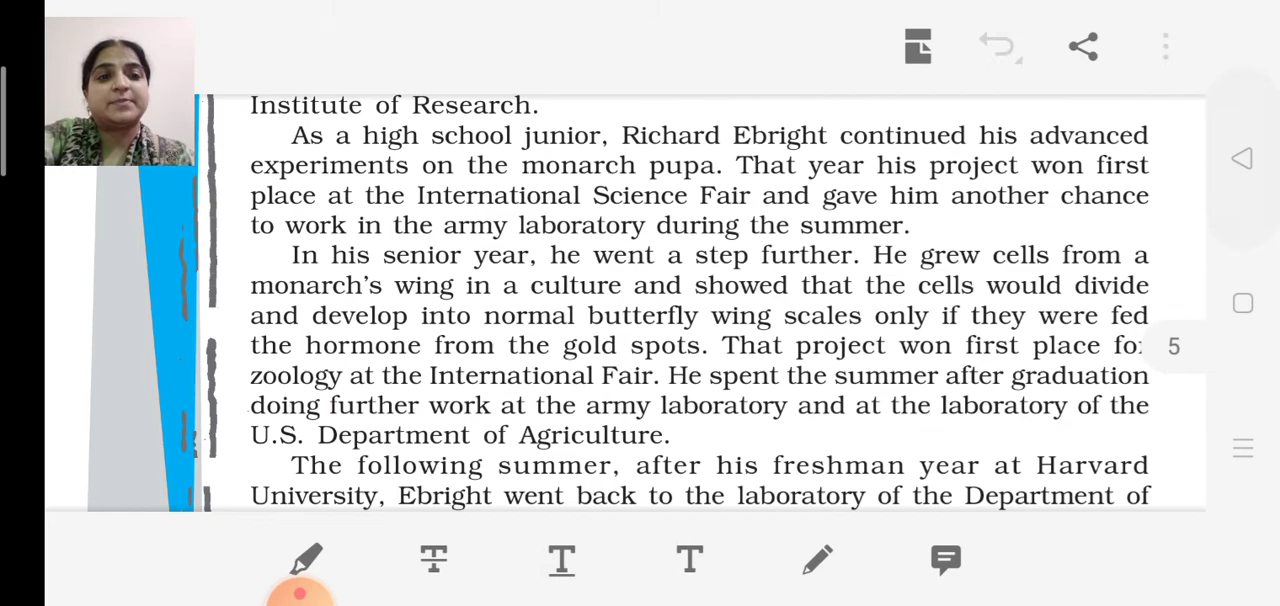 Institute of Research.
As a high school junior, Richard Ebright continued his advanced
experiments on the monarch pupa. That year his project won first
place at the International Science Fair and gave him another chance
to work in the army laboratory during the summer.
In his senior year, he went a step further. He grew cells from a
monarch's wing in a culture and showed that the cells would divide
and develop into normal butterfly wing scales only if they were fed
the hormone from the gold spots. That project won first place for
zoology at the International Fair. He spent the summer after graduation
doing further work at the army laboratory and at the laboratory of the
U.S. Department of Agriculture.
The following summer, after his freshman year at Harvard
University, Ebright went back to the laboratory of the Department of
5
T T T